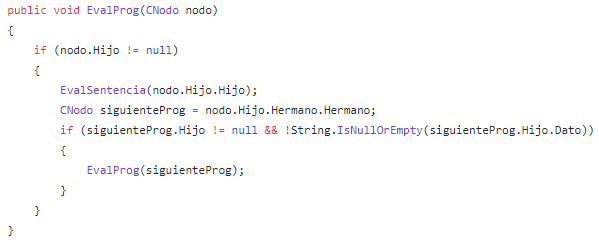 public void EvalProg(CNodo nodo)
{
    if (nodo.Hijo != null)
    {
        EvalSentencia(nodo.Hijo.Hijo);
        CNodo siguienteProg = nodo.Hijo.Hermano.Hermano;
        if (siguienteProg.Hijo != null && !String.IsNullOrEmpty(siguienteProg.Hijo.Dato))
        {
            EvalProg(siguienteProg);
        }
    }
}